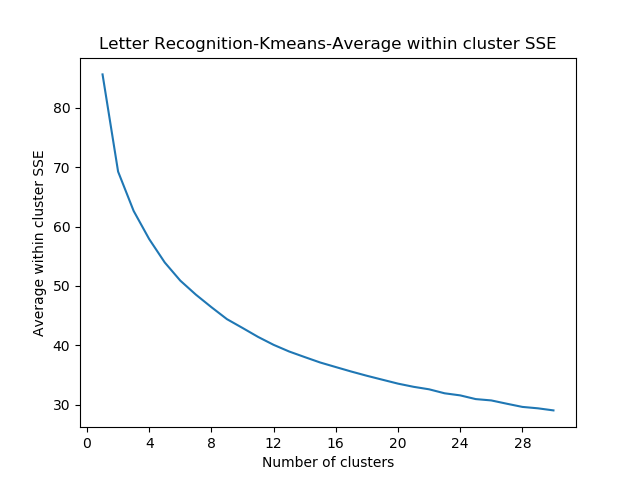 Letter Recognition-Kmeans-Average within cluster SSE
80
70
60
50
40
30
Average within cluster SSE
0 4 8 12 16 20 24 28
Number of clusters